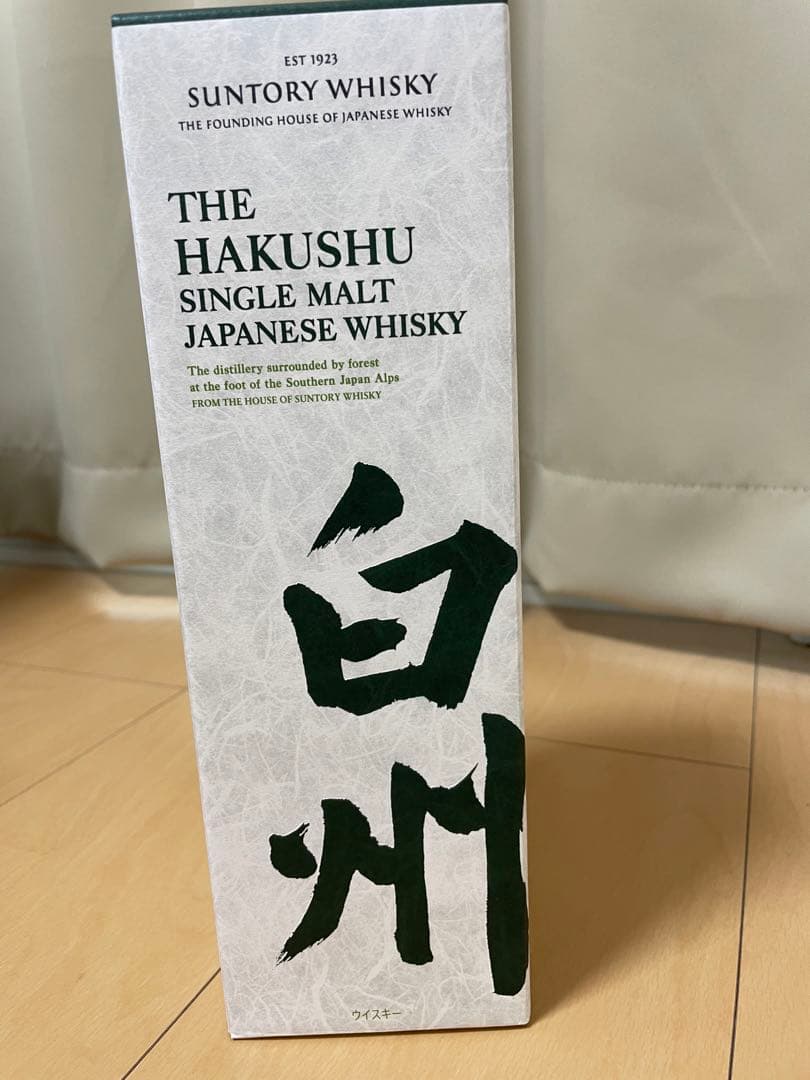 EST 1923
SUNTORY WHISKY
THE FOUNDING HOUSE OF JAPANESE WHISKY
THE
HAKUSHU
SINGLE MALT
JAPANESE WHISKY
The distillery surrounded by forest
at the foot of the Southern Japan Alps
FROM THE HOUSE OF SUNTORY WHISKY
白
州
ウイスキー